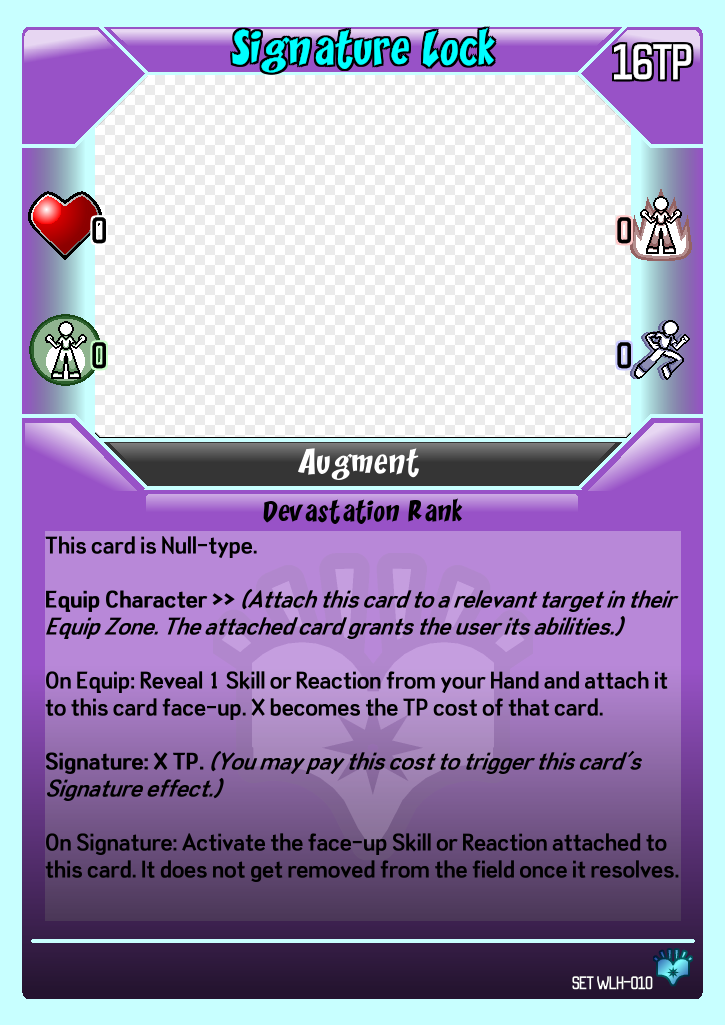 Signature Lock
16TP
0
0
0
0
Augment
Devastation Rank
This card is Null-type.
Equip Character >> (Attach this card to a relevant target in their
Equip Zone. The attached card grants the user its abilities.)
On Equip: Reveal 1 Skill or Reaction from your Hand and attach it
to this card face-up. X becomes the TP cost of that card.
Signature: X TP. (You may pay this cost to trigger this card's
Signature effect.)
On Signature: Activate the face-up Skill or Reaction attached to
this card. It does not get removed from the field once it resolves.
SET WLH-010